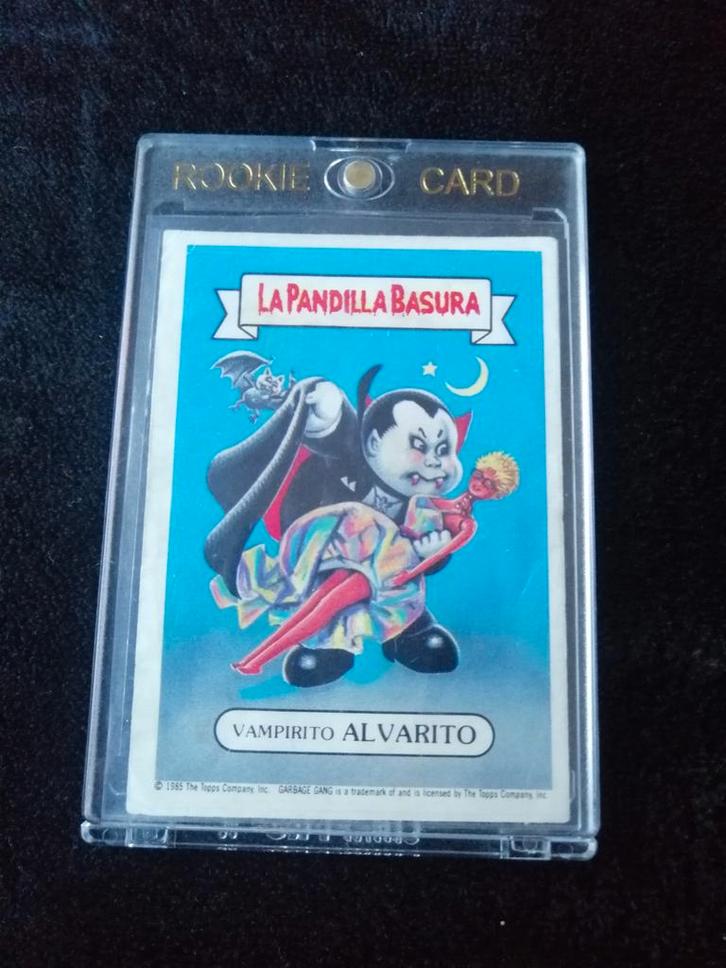 ROOKIE CARD
LA PANDILLA BASURA
VAMPIRITO ALVARITO
© 1985 The Topps Company, Inc. GARBAGE GANG is a trademark of and is licensed by The Topps Company, Inc.